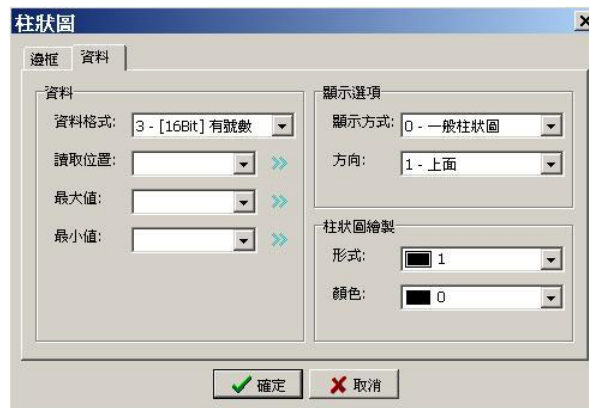 柱狀圖
邊框 資料
資料
資料格式: 3 - [16Bit] 有號數
讀取位置:
最大值:
最小值:
顯示選項
顯示方式: 0 - 一般柱狀圖
方向: 1 - 上面
柱狀圖繪製
形式: 1
顏色: 0
確定 取消